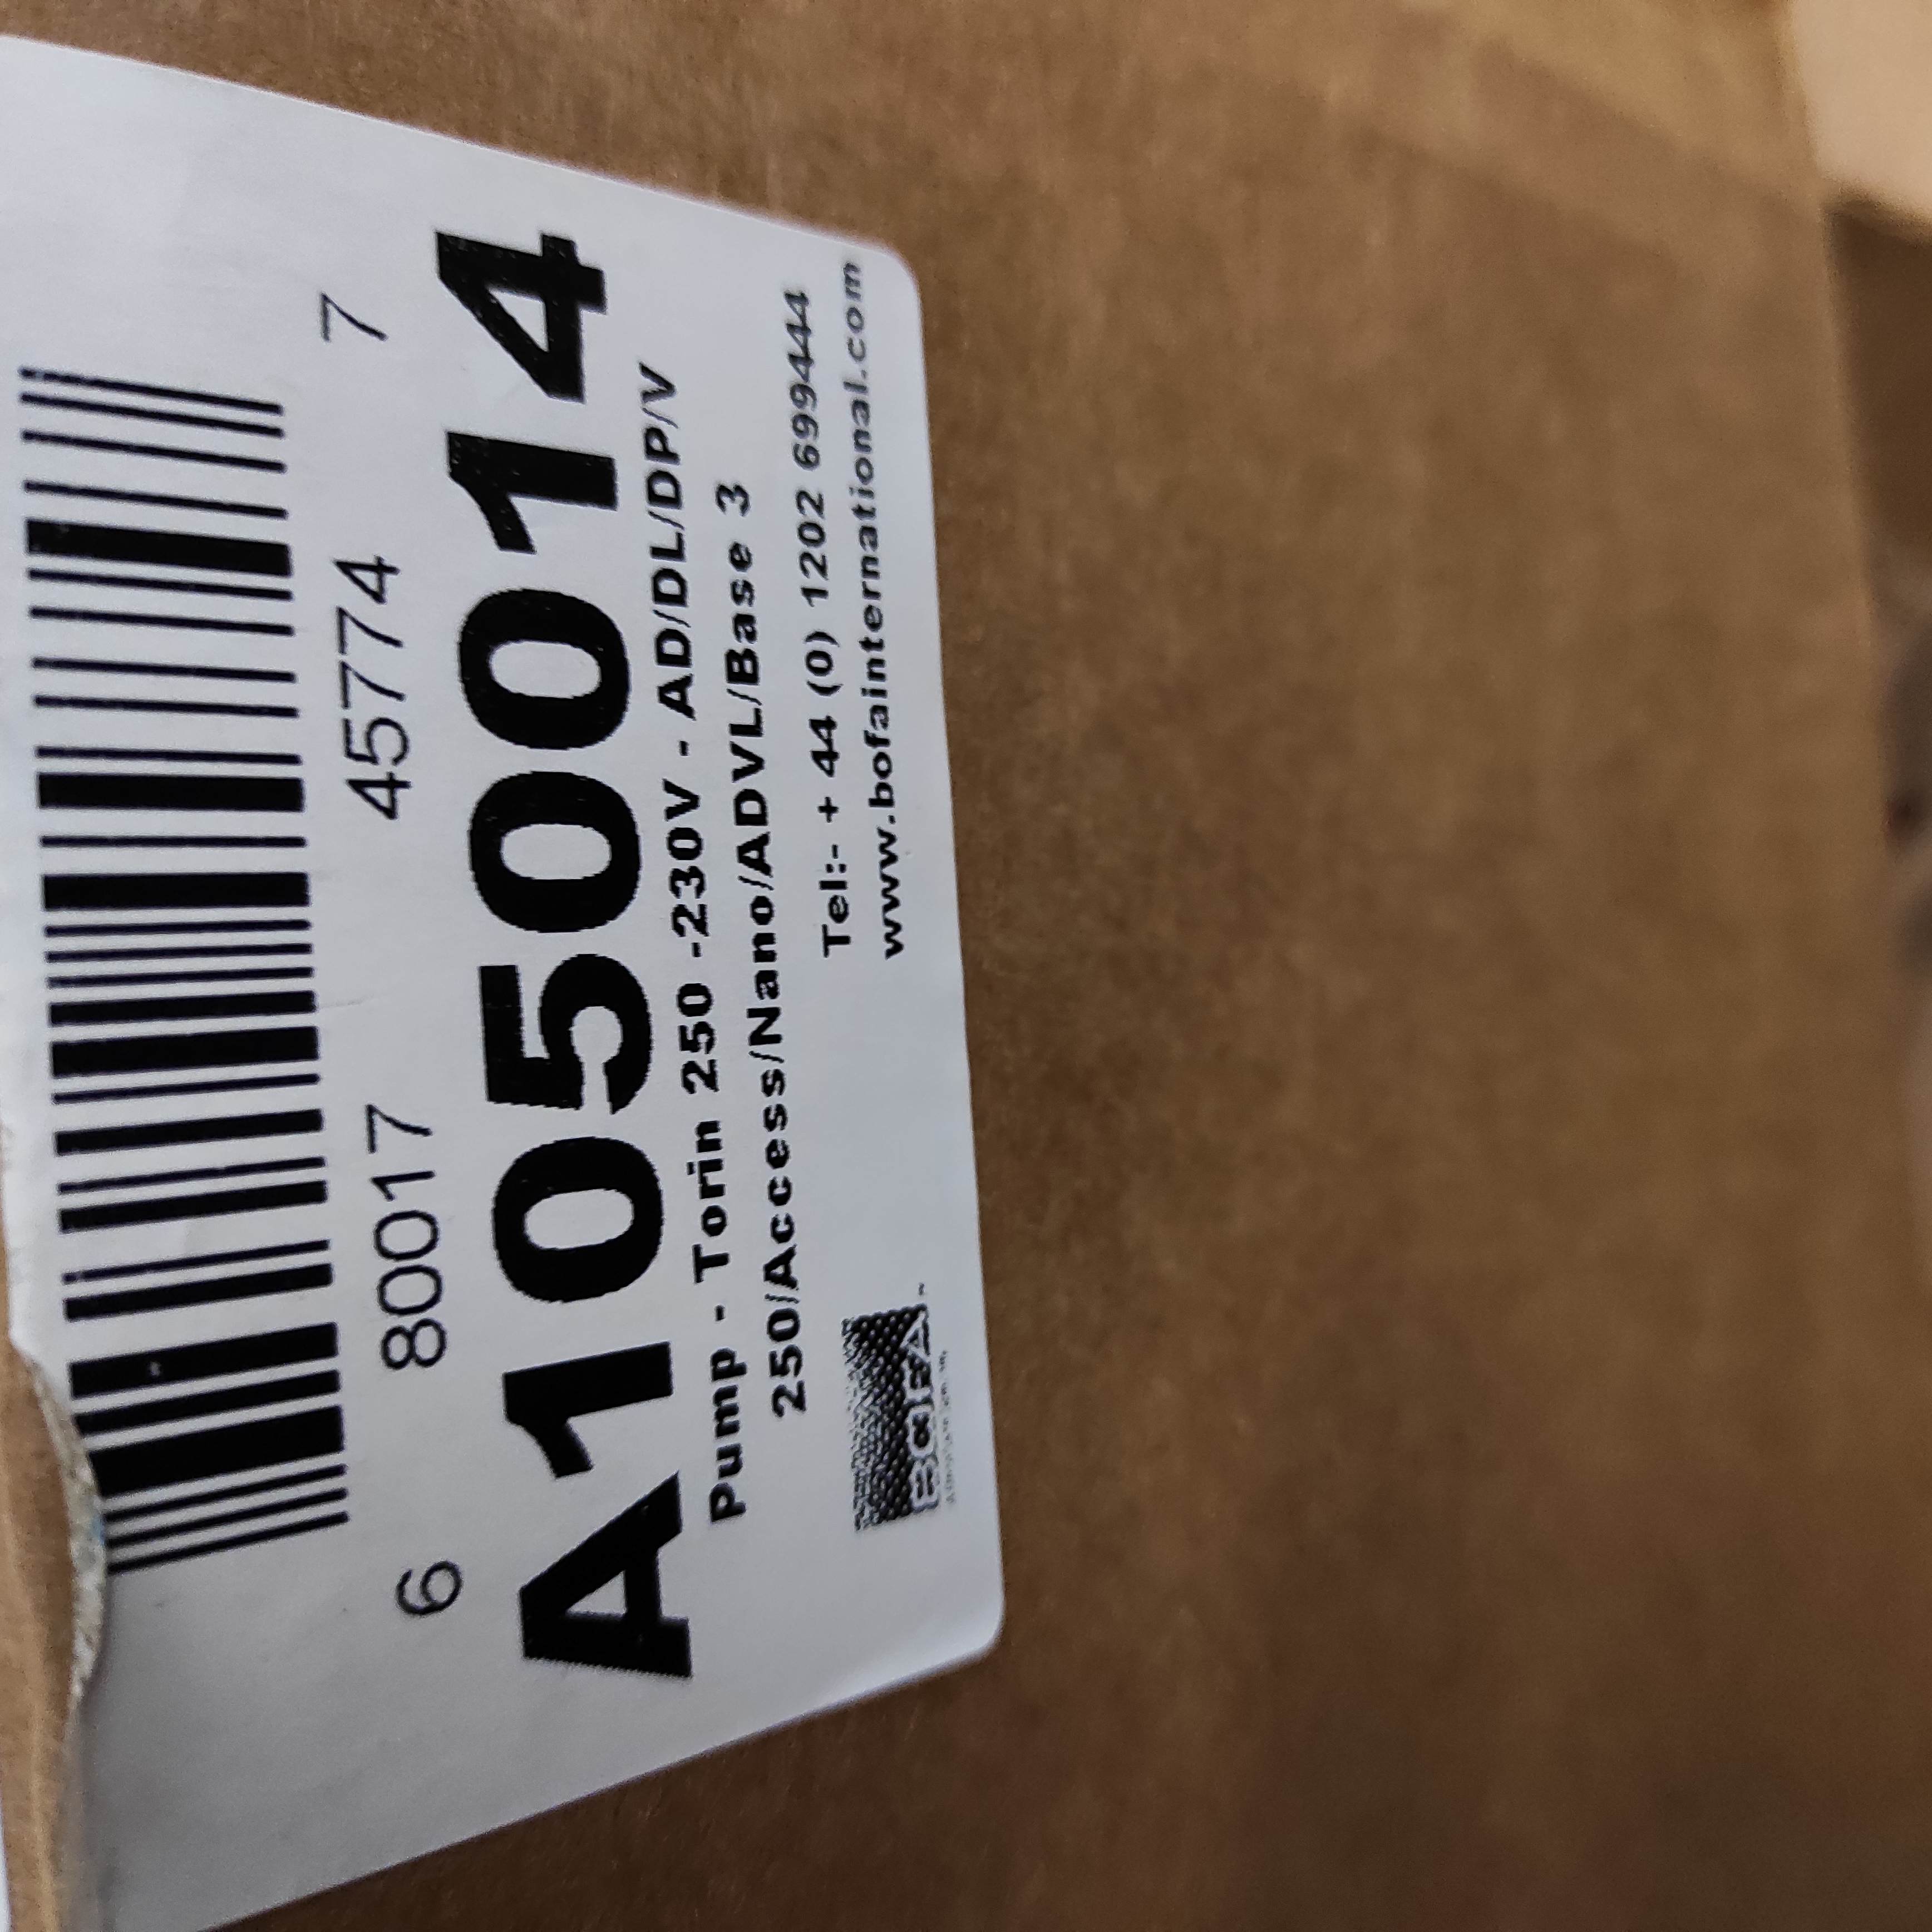 6 80017 45774 7
A1050014
Pump - Torin 250 -230V - AD/DL/DP/V
250/Access/Nano/ADVL/Base 3
Tel:- + 44 (0) 1202 699444
www.bofainternational.com
BOFA